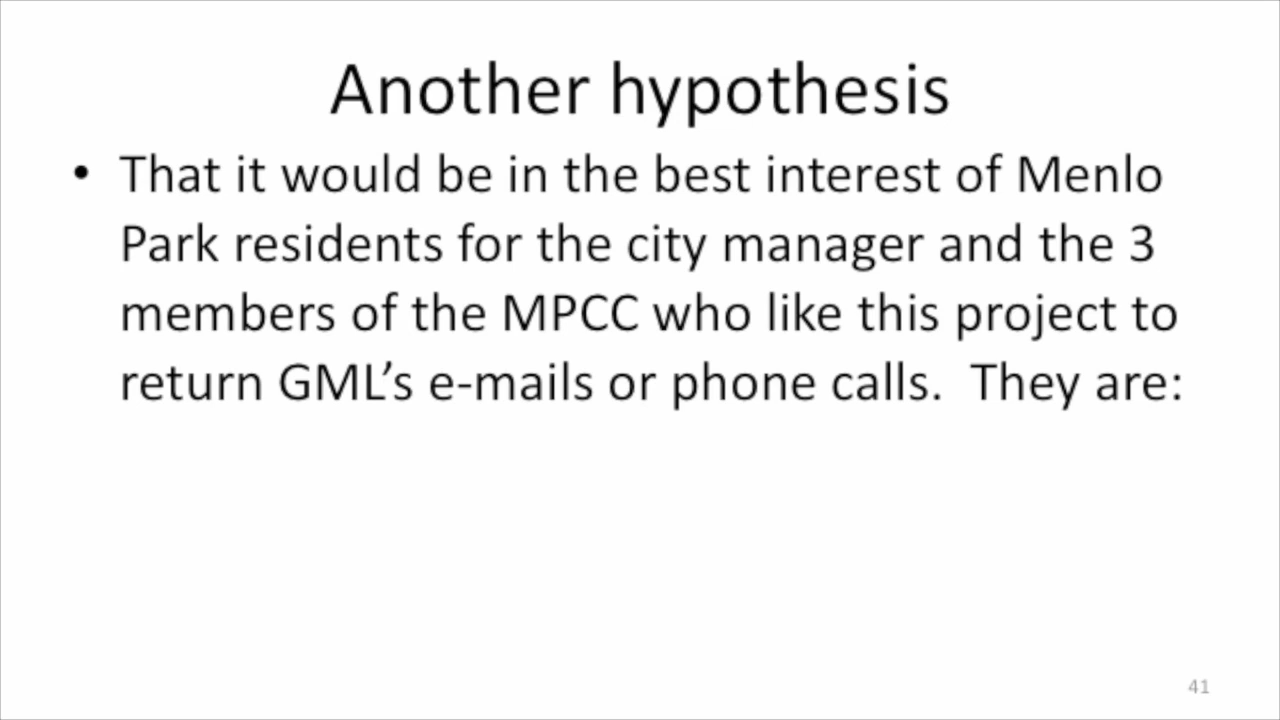 Another hypothesis
• That it would be in the best interest of Menlo
Park residents for the city manager and the 3
members of the MPCC who like this project to
return GML’s e-mails or phone calls.  They are:
41